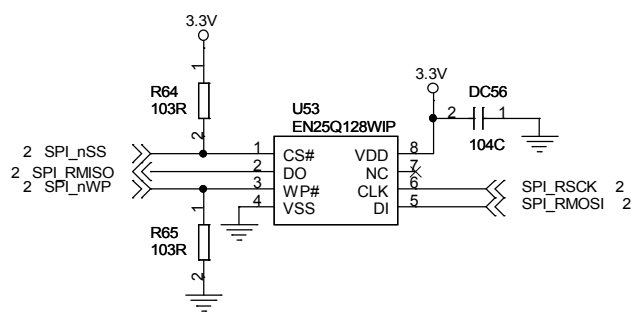 3.3V
1
R64
103R
2
3.3V
DC56
2 1
104C
U53
EN25Q128WIP
2 SPI_nSS
1 CS# VDD 8
2 SPI_RMISO
2 DO NC 7
2 SPI_nWP
3 WP# CLK 6
SPI_RSCK 2
4 VSS DI 5
SPI_RMOSI 2
1
R65
103R
2